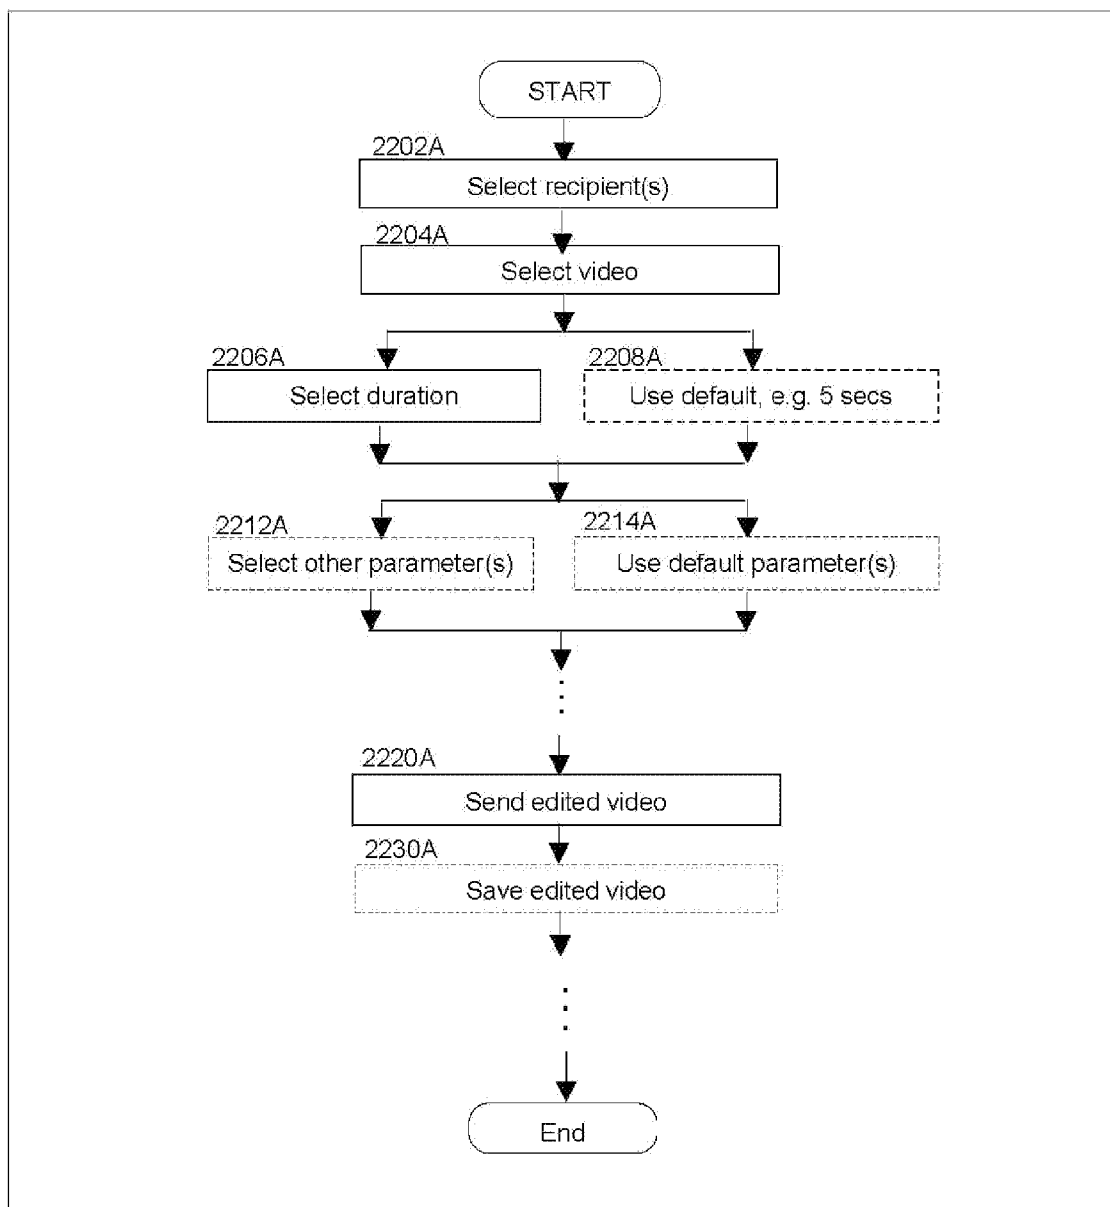 START
2202A
Select recipient(s)
2204A
Select video
2206A
Select duration
2208A
Use default, e.g. 5 secs
2212A
Select other parameter(s)
2214A
Use default parameter(s)
2220A
Send edited video
2230A
Save edited video
End